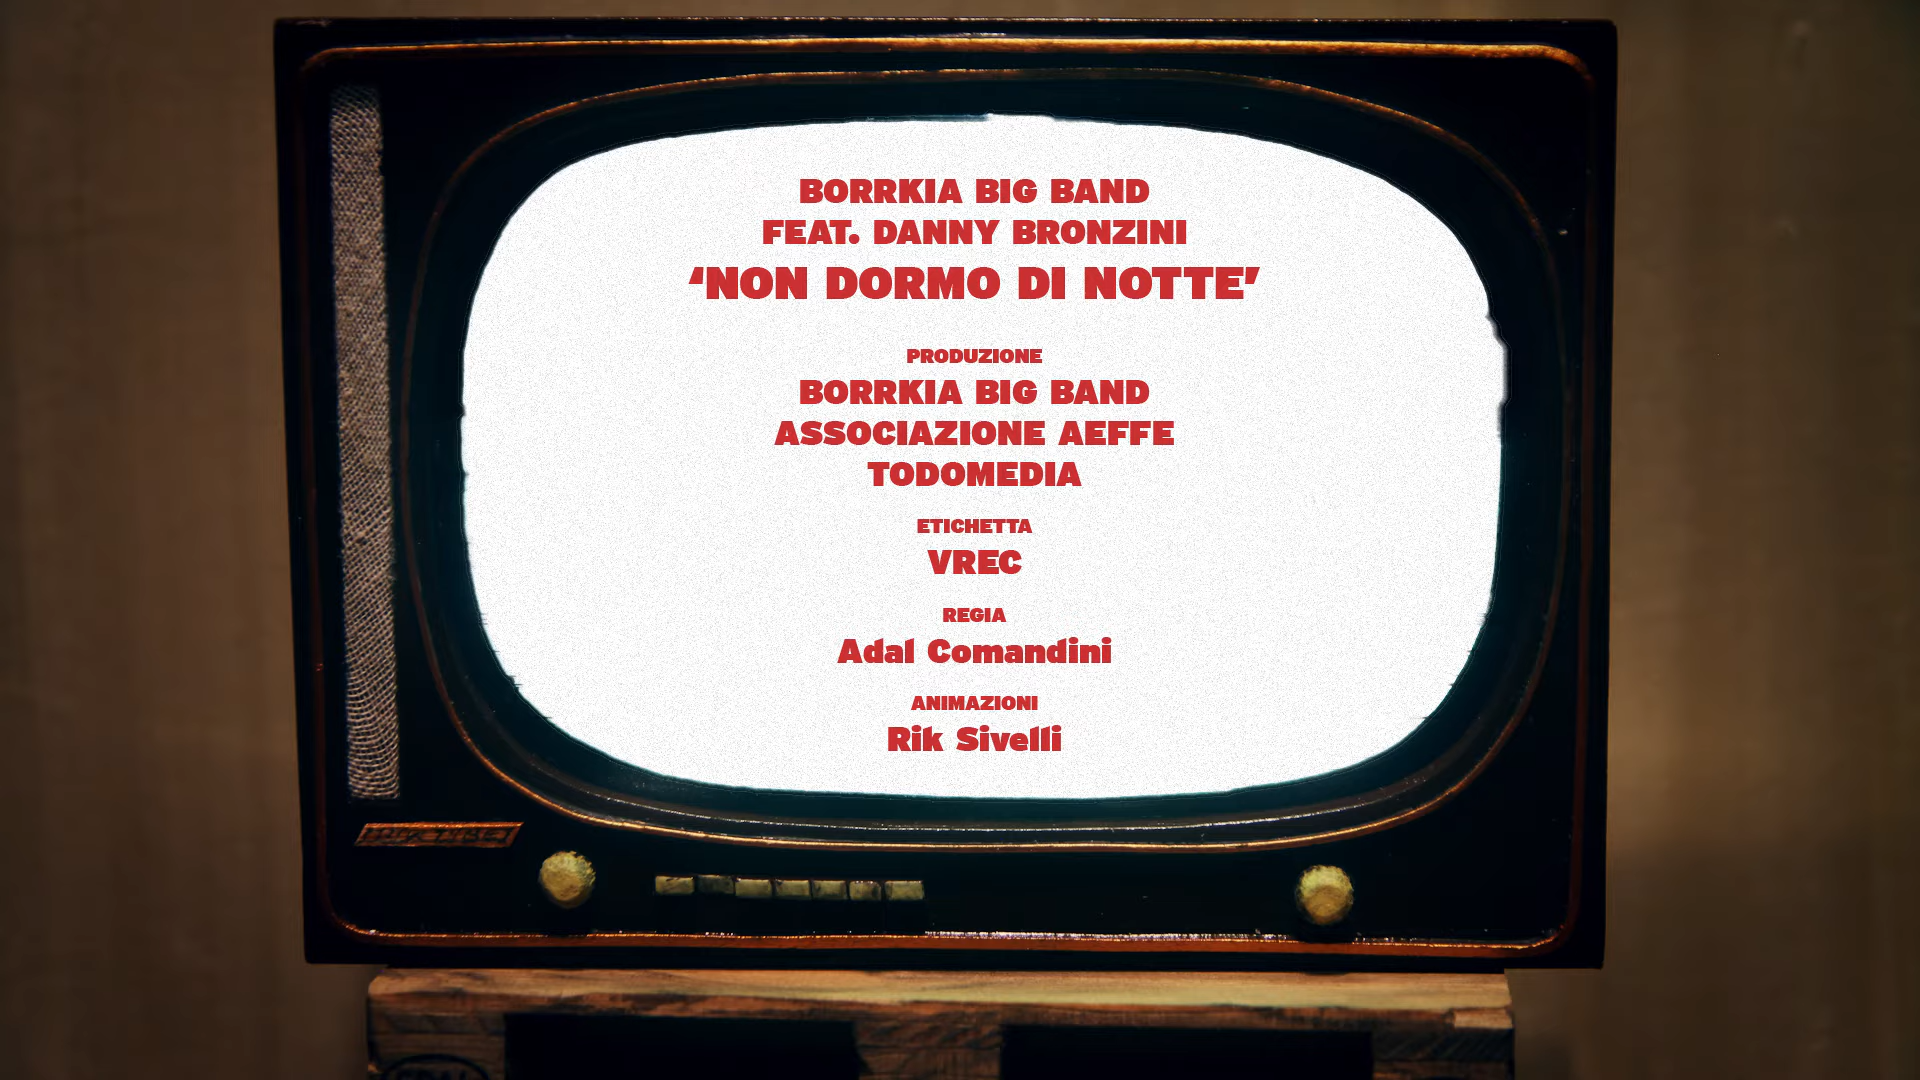 BORRKIA BIG BAND
FEAT. DANNY BRONZINI
‘NON DORMO DI NOTTE’
PRODUZIONE
BORRKIA BIG BAND
ASSOCIAZIONE AEFFE
TODOMEDIA
ETICHETTA
VREC
REGIA
Adal Comandini
ANIMAZIONI
Rik Sivelli